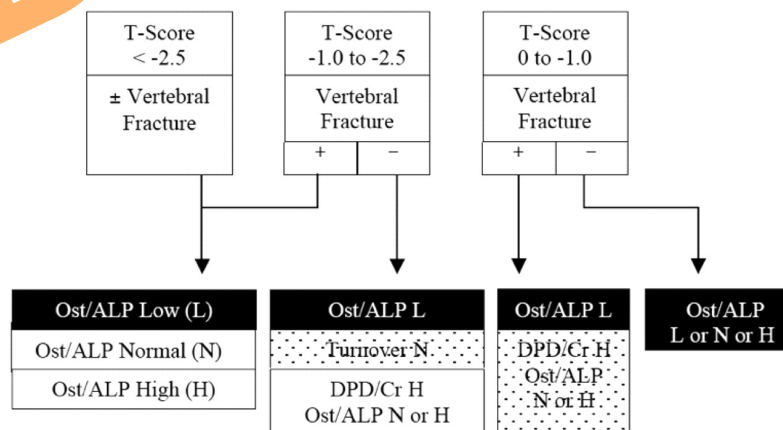 T-Score
< -2.5
± Vertebral
Fracture
T-Score
-1.0 to -2.5
Vertebral
Fracture
+ −
T-Score
0 to -1.0
Vertebral
Fracture
+ −
Ost/ALP Low (L)
Ost/ALP Normal (N)
Ost/ALP High (H)
Ost/ALP L
Turnover N
DPD/Cr H
Ost/ALP N or H
Ost/ALP L
DPD/Cr H
Ost/ALP
N or H
Ost/ALP
L or N or H